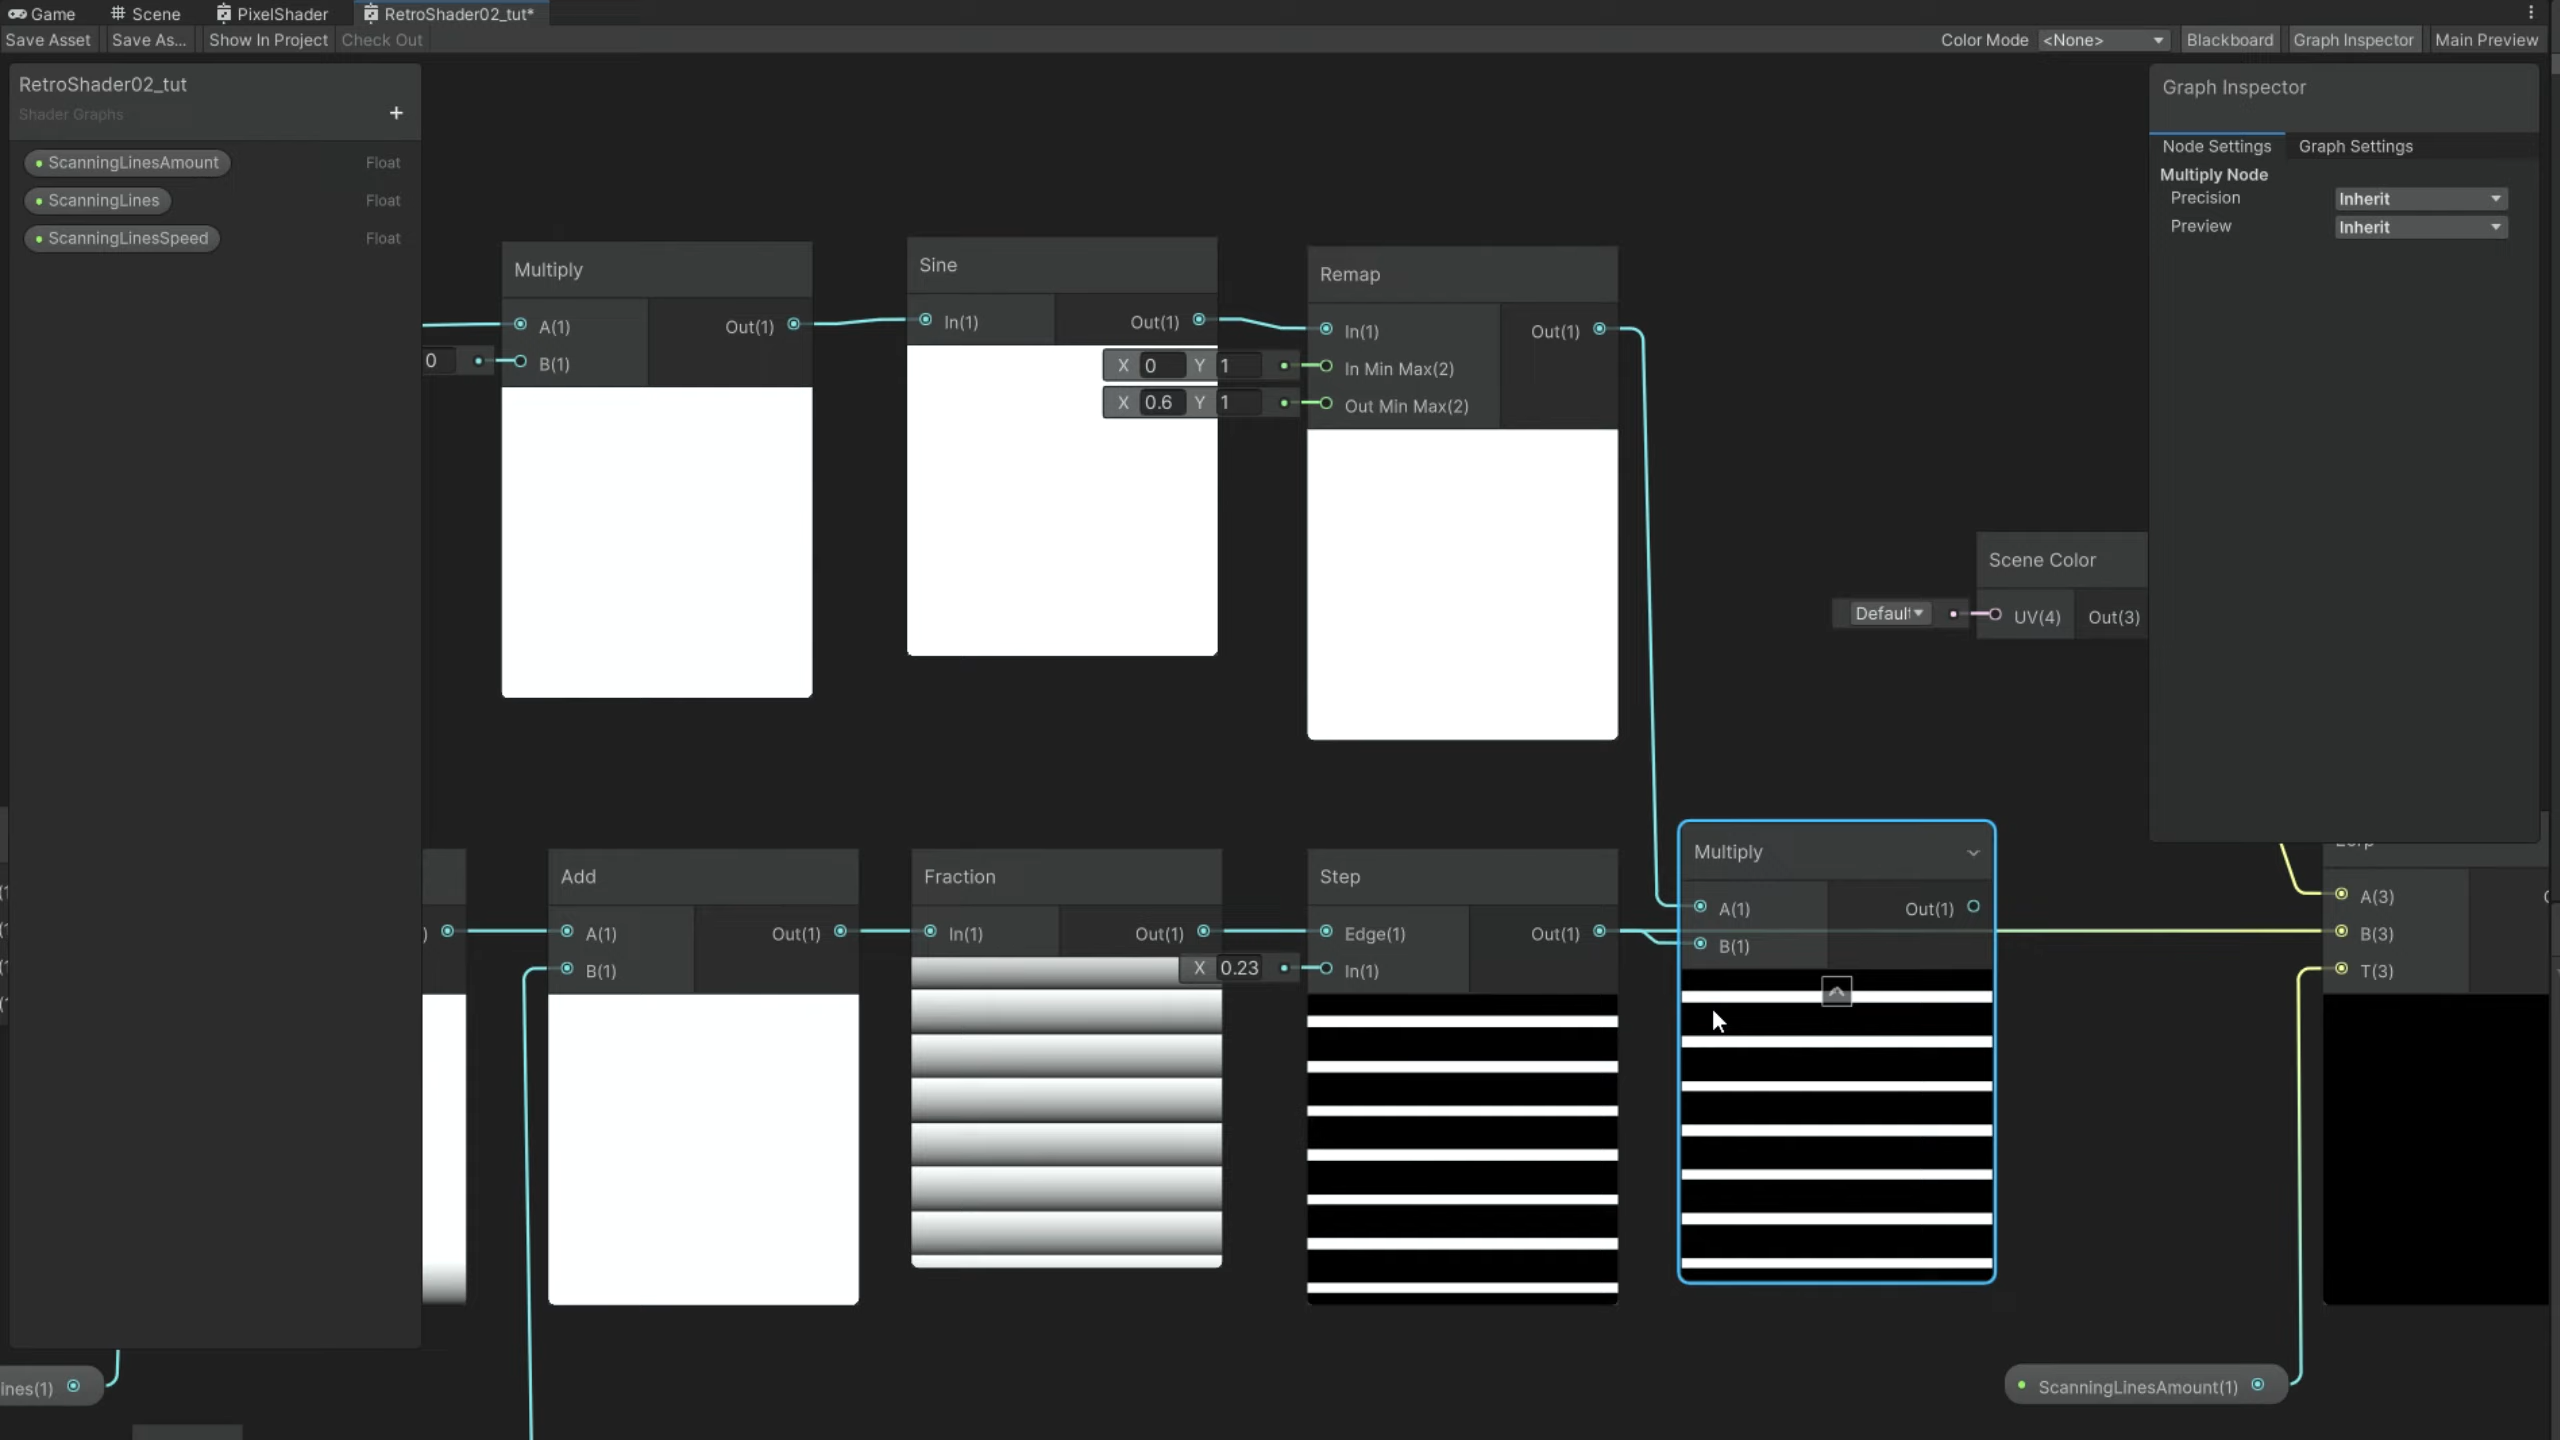 Game Scene PixelShader RetroShader02_tut*
Save Asset Save As... Show In Project Check Out Color Mode <None> Blackboard Graph Inspector Main Preview
RetroShader02_tut
Shader Graphs
+
ScanningLinesAmount Float
ScanningLines Float
ScanningLinesSpeed Float
Graph Inspector
Node Settings Graph Settings
Multiply Node
Precision Inherit
Preview Inherit
Multiply
A(1) Out(1)
0 B(1)
Sine
In(1) Out(1)
Remap
In(1) Out(1)
X 0 Y 1 In Min Max(2)
X 0.6 Y 1 Out Min Max(2)
Scene Color
Default UV(4) Out(3)
Add
A(1) Out(1)
B(1)
Fraction
In(1) Out(1)
Step
Edge(1) Out(1)
X 0.23 In(1)
Multiply
A(1) Out(1)
B(1)
A(3)
B(3)
T(3)
ines(1)
ScanningLinesAmount(1)